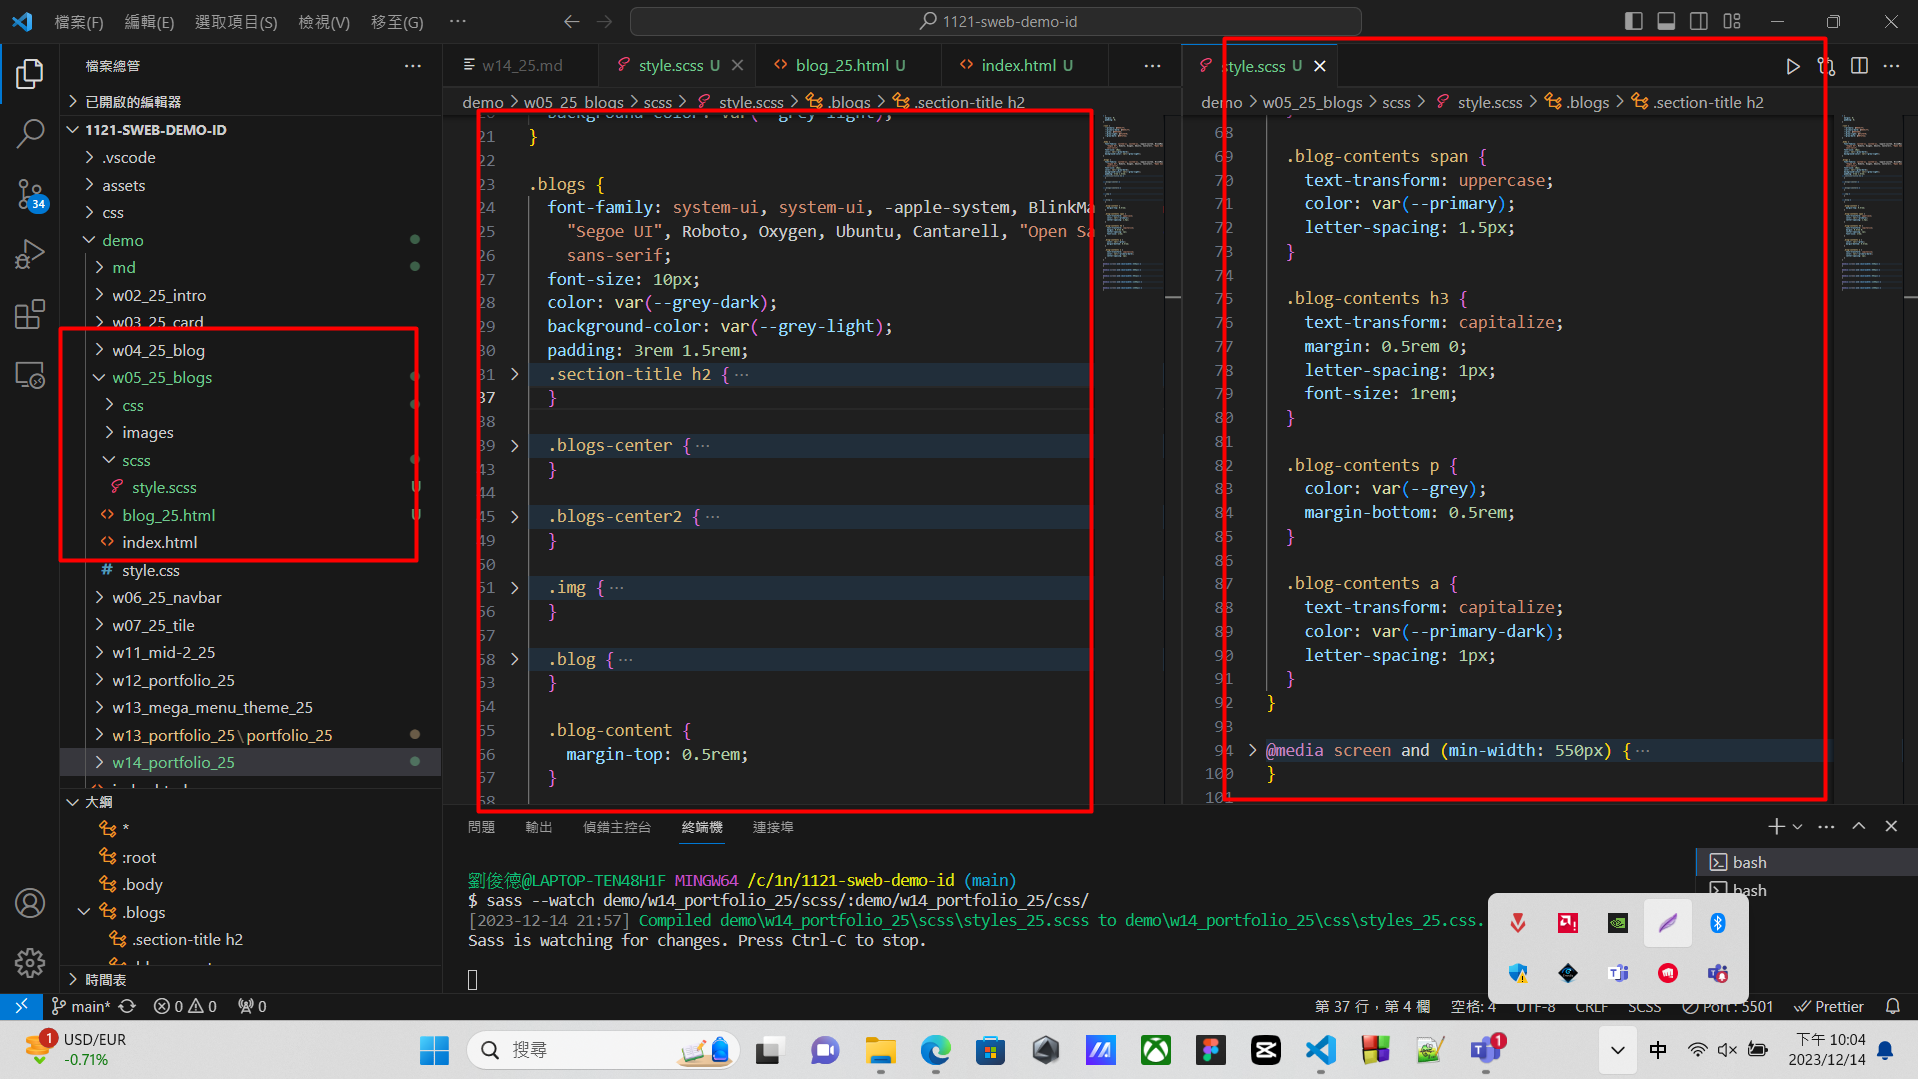 檔案(F) 編輯(E) 選取項目(S) 檢視(V) 移至(G) ···
1121-sweb-demo-id
檔案總管 ···
已開啟的編輯器
1121-SWEB-DEMO-ID
.vscode
assets
css
demo
md
w02_25_intro
w03_25_card
w04_25_blog
w05_25_blogs
css
images
scss
style.scss U
blog_25.html U
index.html
style.css
w06_25_navbar
w07_25_tile
w11_mid-2_25
w12_portfolio_25
w13_mega_menu_theme_25
w13_portfolio_25\portfolio_25
w14_portfolio_25
大綱
*
:root
.body
.blogs
.section-title h2
時間表
34
w14_25.md
style.scss U
blog_25.html U
index.html U
demo > w05_25_blogs > scss > style.scss > .blogs > .section-title h2
background-color: var(--grey-light);
21 }
22
23 .blogs {
24 font-family: system-ui, system-ui, -apple-system, BlinkMa
25 "Segoe UI", Roboto, Oxygen, Ubuntu, Cantarell, "Open Sa
26 sans-serif;
27 font-size: 10px;
28 color: var(--grey-dark);
29 background-color: var(--grey-light);
30 padding: 3rem 1.5rem;
31 .section-title h2 { ···
37 }
38
39 .blogs-center { ···
43 }
44
45 .blogs-center2 { ···
49 }
50
51 .img { ···
56 }
57
58 .blog { ···
63 }
64
65 .blog-content {
66 margin-top: 0.5rem;
67 }
68
style.scss U
demo > w05_25_blogs > scss > style.scss > .blogs > .section-title h2
68
69 .blog-contents span {
70 text-transform: uppercase;
71 color: var(--primary);
72 letter-spacing: 1.5px;
73 }
74
75 .blog-contents h3 {
76 text-transform: capitalize;
77 margin: 0.5rem 0;
78 letter-spacing: 1px;
79 font-size: 1rem;
80 }
81
82 .blog-contents p {
83 color: var(--grey);
84 margin-bottom: 0.5rem;
85 }
86
87 .blog-contents a {
88 text-transform: capitalize;
89 color: var(--primary-dark);
90 letter-spacing: 1px;
91 }
92 }
93
94 @media screen and (min-width: 550px) { ···
100 }
101
問題 輸出 偵錯主控台 終端機 連接埠
劉俊德@LAPTOP-TEN48H1F MINGW64 /c/1n/1121-sweb-demo-id (main)
$ sass --watch demo/w14_portfolio_25/scss/:demo/w14_portfolio_25/css/
[2023-12-14 21:57] Compiled demo\w14_portfolio_25\scss\styles_25.scss to demo\w14_portfolio_25\css\styles_25.css.
Sass is watching for changes. Press Ctrl-C to stop.
bash
bash
main* 0 0 0
第 37 行，第 4 欄 空格: 4 UTF-8 CRLF SCSS Port : 5501 Prettier
1
USD/EUR
-0.71%
搜尋
1
中
下午 10:04
2023/12/14